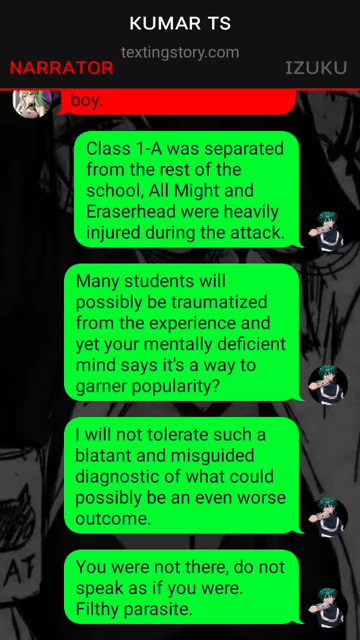 KUMAR TS
textingstory.com
NARRATOR
IZUKU
boy.
Class 1-A was separated
from the rest of the
school, All Might and
Eraserhead were heavily
injured during the attack.
Many students will
possibly be traumatized
from the experience and
yet your mentally deficient
mind says it's a way to
garner popularity?
I will not tolerate such a
blatant and misguided
diagnostic of what could
possibly be an even worse
outcome.
You were not there, do not
speak as if you were.
Filthy parasite.
AT